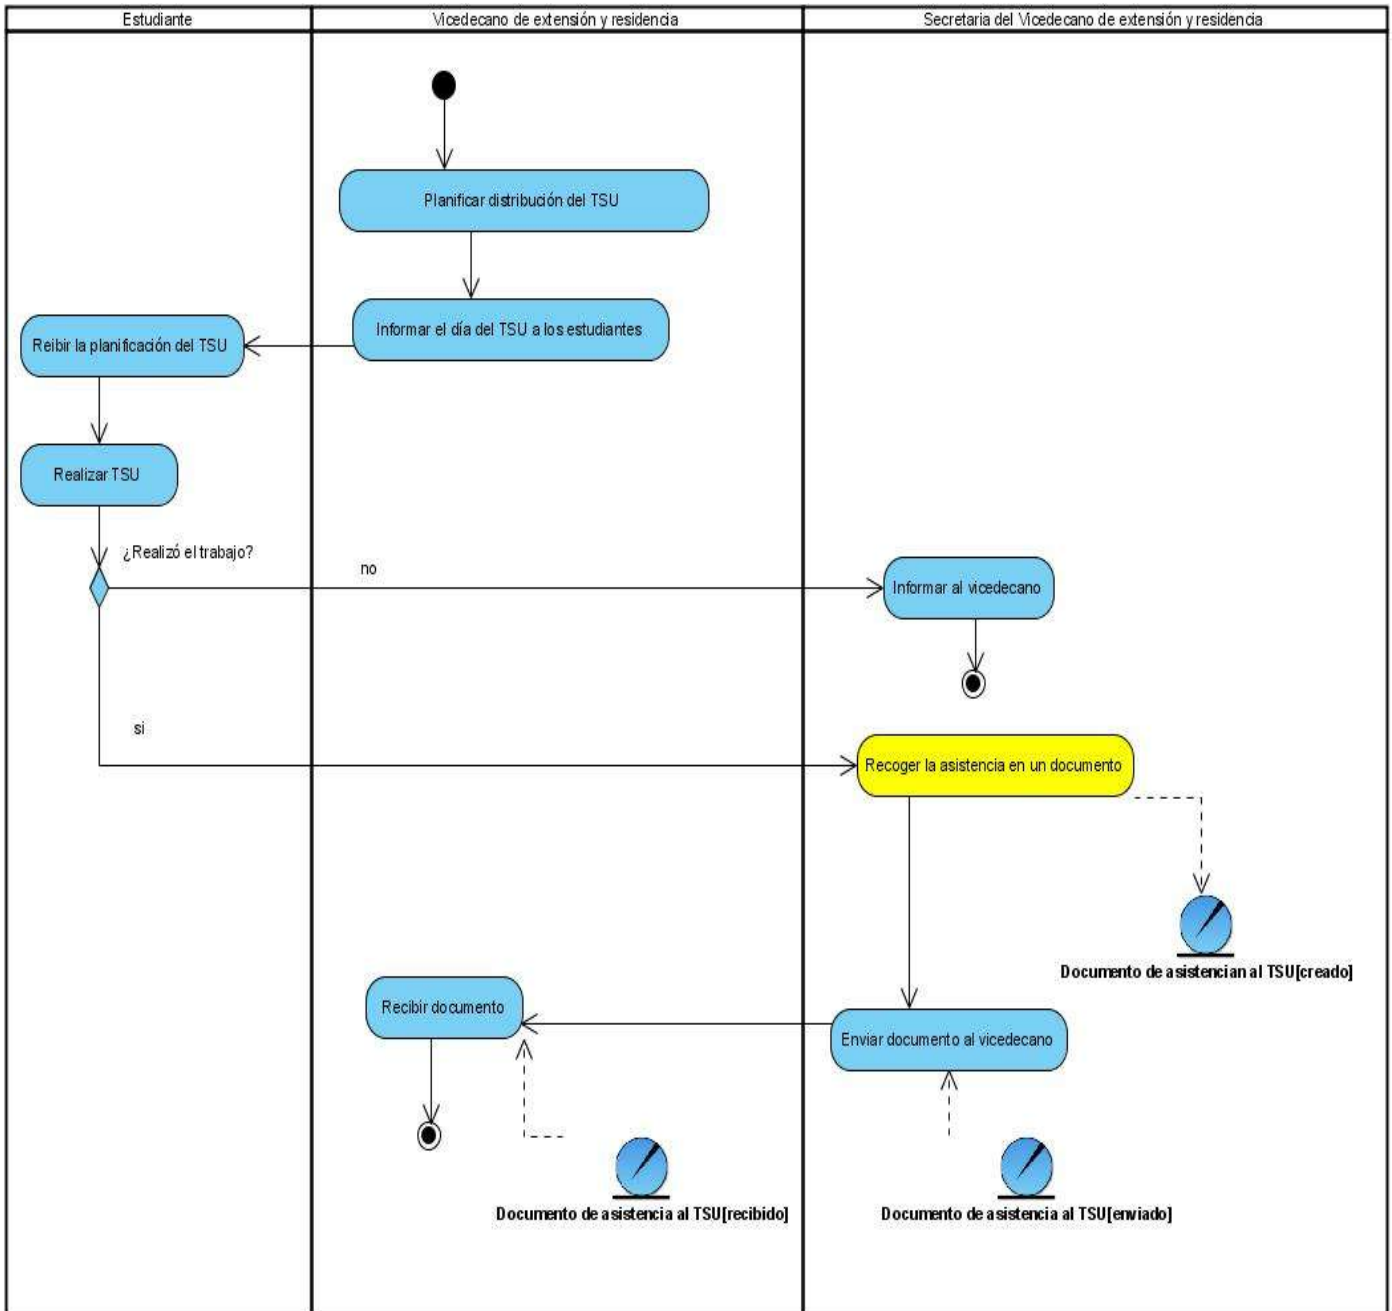 Estudiante
Vicedecano de extensión y residencia
Secretaria del Vicedecano de extensión y residencia
Planificar distribución del TSU
Informar el día del TSU a los estudiantes
Reibir la planificación del TSU
Realizar TSU
¿Realizó el trabajo?
no
Informar al vicedecano
si
Recoger la asistencia en un documento
Documento de asistencian al TSU[creado]
Recibir documento
Enviar documento al vicedecano
Documento de asistencia al TSU[recibido]
Documento de asistencia al TSU[enviado]